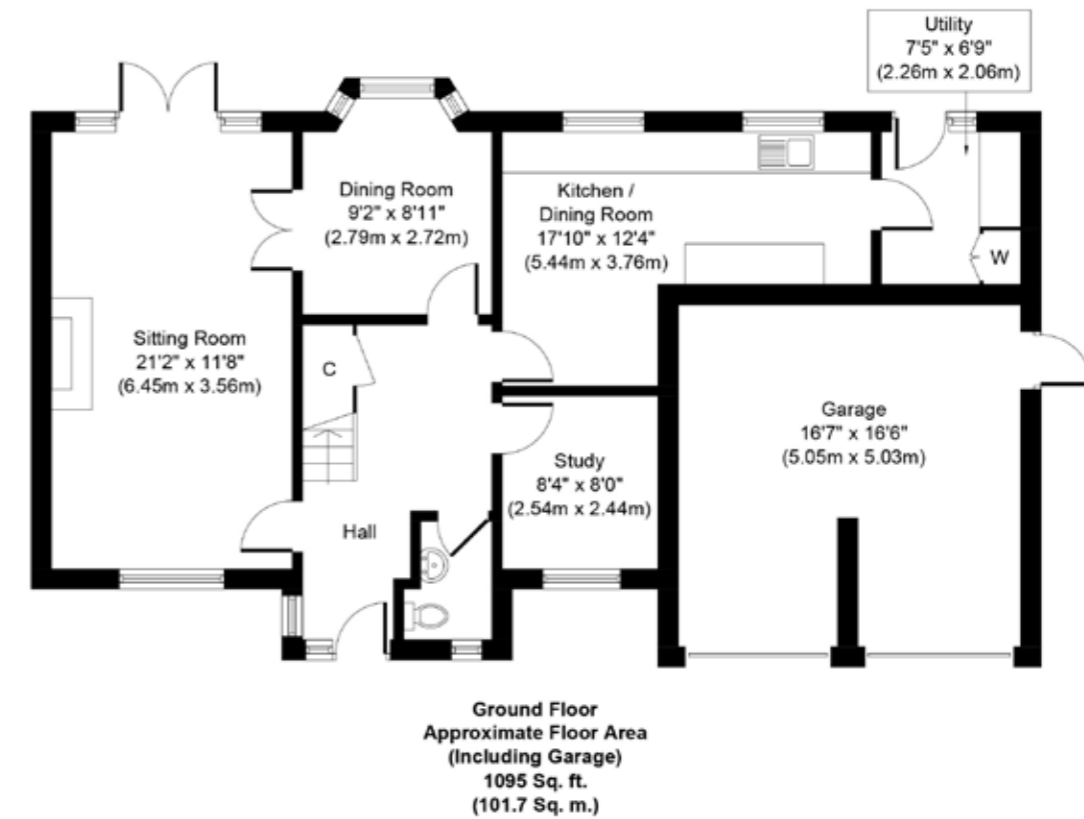 Utility
7'5" x 6'9"
(2.26m x 2.06m)
Dining Room
9'2" x 8'11"
(2.79m x 2.72m)
Kitchen /
Dining Room
17'10" x 12'4"
(5.44m x 3.76m)
W
Sitting Room
21'2" x 11'8"
(6.45m x 3.56m)
C
Garage
16'7" x 16'6"
(5.05m x 5.03m)
Study
8'4" x 8'0"
(2.54m x 2.44m)
Hall
Ground Floor
Approximate Floor Area
(Including Garage)
1095 Sq. ft.
(101.7 Sq. m.)